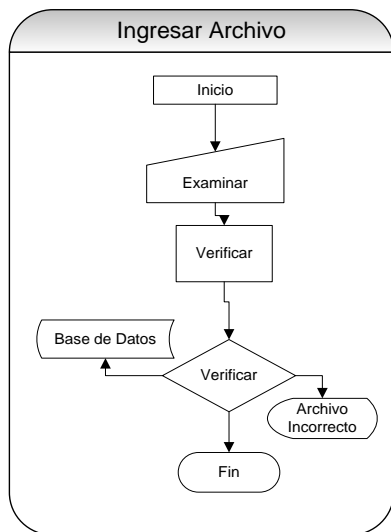 Ingresar Archivo
Inicio
Examinar
Verificar
Base de Datos
Verificar
Archivo
Incorrecto
Fin